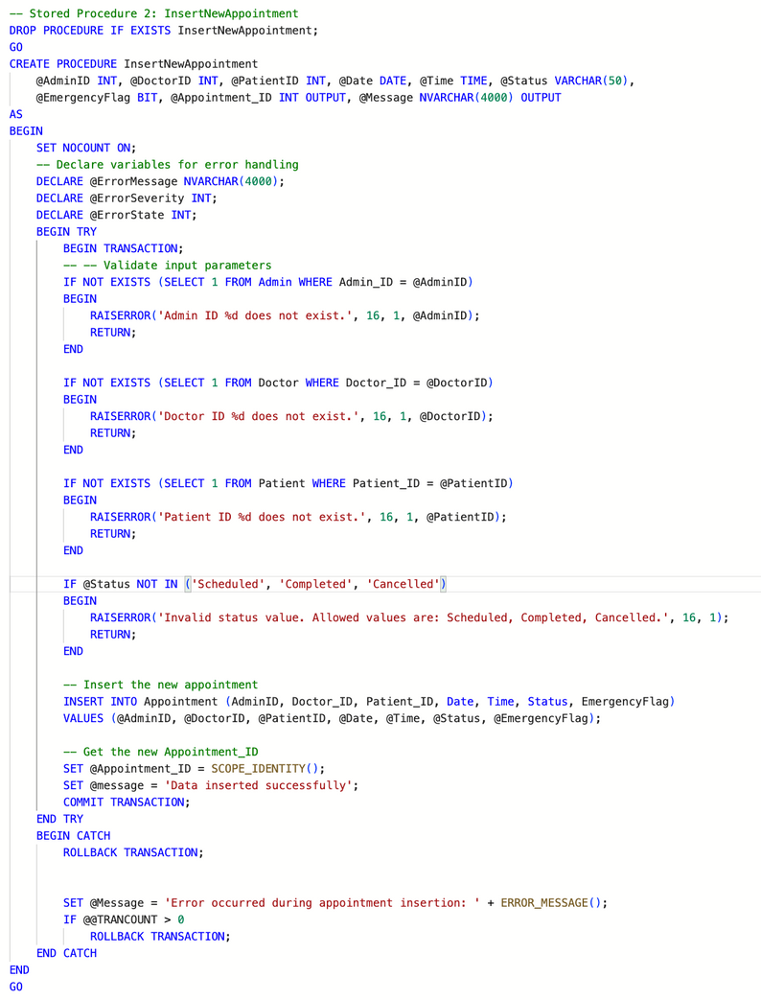 -- Stored Procedure 2: InsertNewAppointment
DROP PROCEDURE IF EXISTS InsertNewAppointment;
GO
CREATE PROCEDURE InsertNewAppointment
    @AdminID INT, @DoctorID INT, @PatientID INT, @Date DATE, @Time TIME, @Status VARCHAR(50),
    @EmergencyFlag BIT, @Appointment_ID INT OUTPUT, @Message NVARCHAR(4000) OUTPUT
AS
BEGIN
    SET NOCOUNT ON;
    -- Declare variables for error handling
    DECLARE @ErrorMessage NVARCHAR(4000);
    DECLARE @ErrorSeverity INT;
    DECLARE @ErrorState INT;
    BEGIN TRY
        BEGIN TRANSACTION;
        -- -- Validate input parameters
        IF NOT EXISTS (SELECT 1 FROM Admin WHERE Admin_ID = @AdminID)
        BEGIN
            RAISERROR('Admin ID %d does not exist.', 16, 1, @AdminID);
            RETURN;
        END

        IF NOT EXISTS (SELECT 1 FROM Doctor WHERE Doctor_ID = @DoctorID)
        BEGIN
            RAISERROR('Doctor ID %d does not exist.', 16, 1, @DoctorID);
            RETURN;
        END

        IF NOT EXISTS (SELECT 1 FROM Patient WHERE Patient_ID = @PatientID)
        BEGIN
            RAISERROR('Patient ID %d does not exist.', 16, 1, @PatientID);
            RETURN;
        END

        IF @Status NOT IN ('Scheduled', 'Completed', 'Cancelled')
        BEGIN
            RAISERROR('Invalid status value. Allowed values are: Scheduled, Completed, Cancelled.', 16, 1);
            RETURN;
        END

        -- Insert the new appointment
        INSERT INTO Appointment (AdminID, Doctor_ID, Patient_ID, Date, Time, Status, EmergencyFlag)
        VALUES (@AdminID, @DoctorID, @PatientID, @Date, @Time, @Status, @EmergencyFlag);

        -- Get the new Appointment_ID
        SET @Appointment_ID = SCOPE_IDENTITY();
        SET @message = 'Data inserted successfully';
        COMMIT TRANSACTION;
    END TRY
    BEGIN CATCH
        ROLLBACK TRANSACTION;


        SET @Message = 'Error occurred during appointment insertion: ' + ERROR_MESSAGE();
        IF @@TRANCOUNT > 0
            ROLLBACK TRANSACTION;
    END CATCH
END
GO